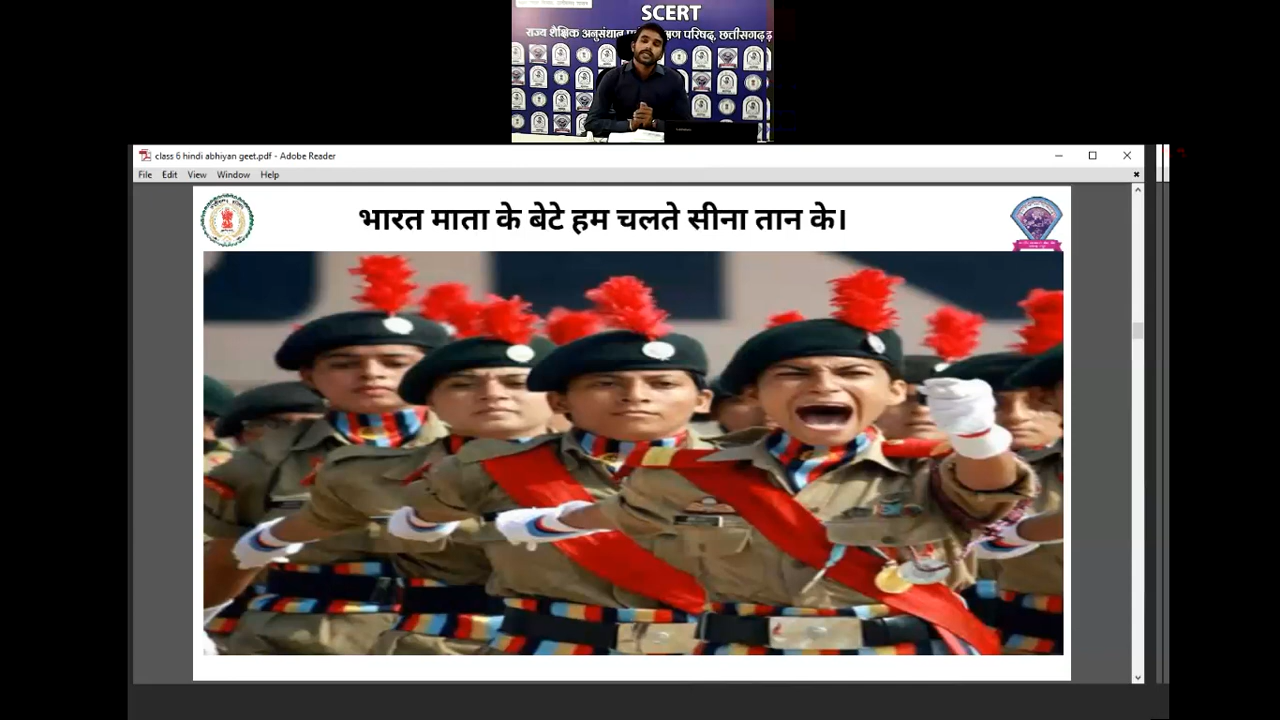 SCERT
राज्य शैक्षिक अनुसंधान
परिषद्, छत्तीसगढ़
class 6 hindi abhiyan geet.pdf - Adobe Reader
File Edit View Window Help
भारत माता के बेटे हम चलते सीना तान के।